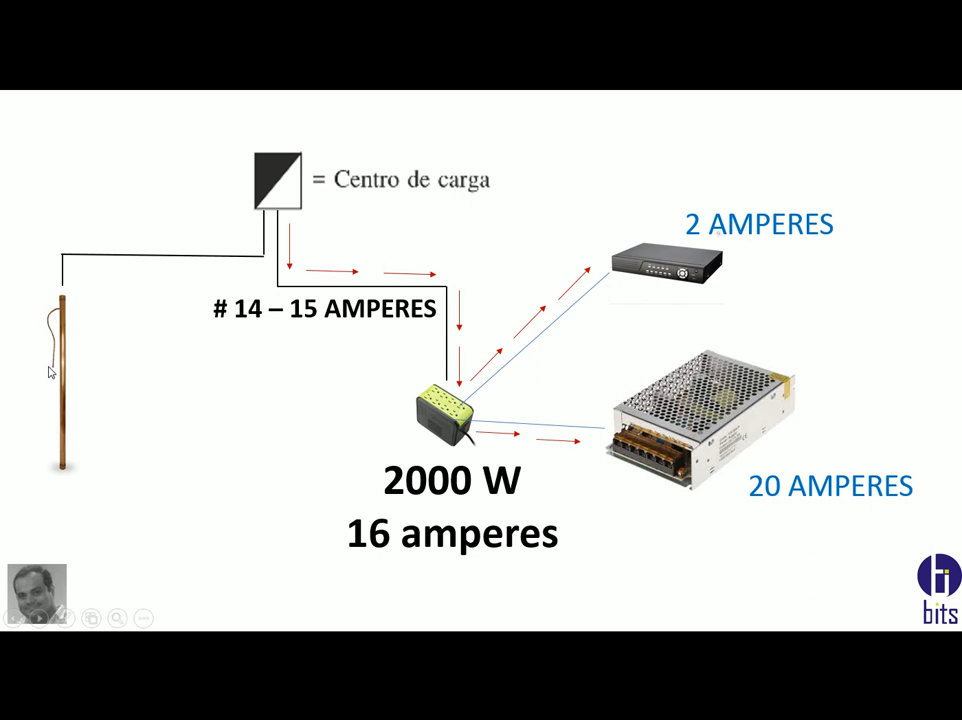 = Centro de carga
2 AMPERES
# 14 – 15 AMPERES
2000 W
16 amperes
20 AMPERES
bits